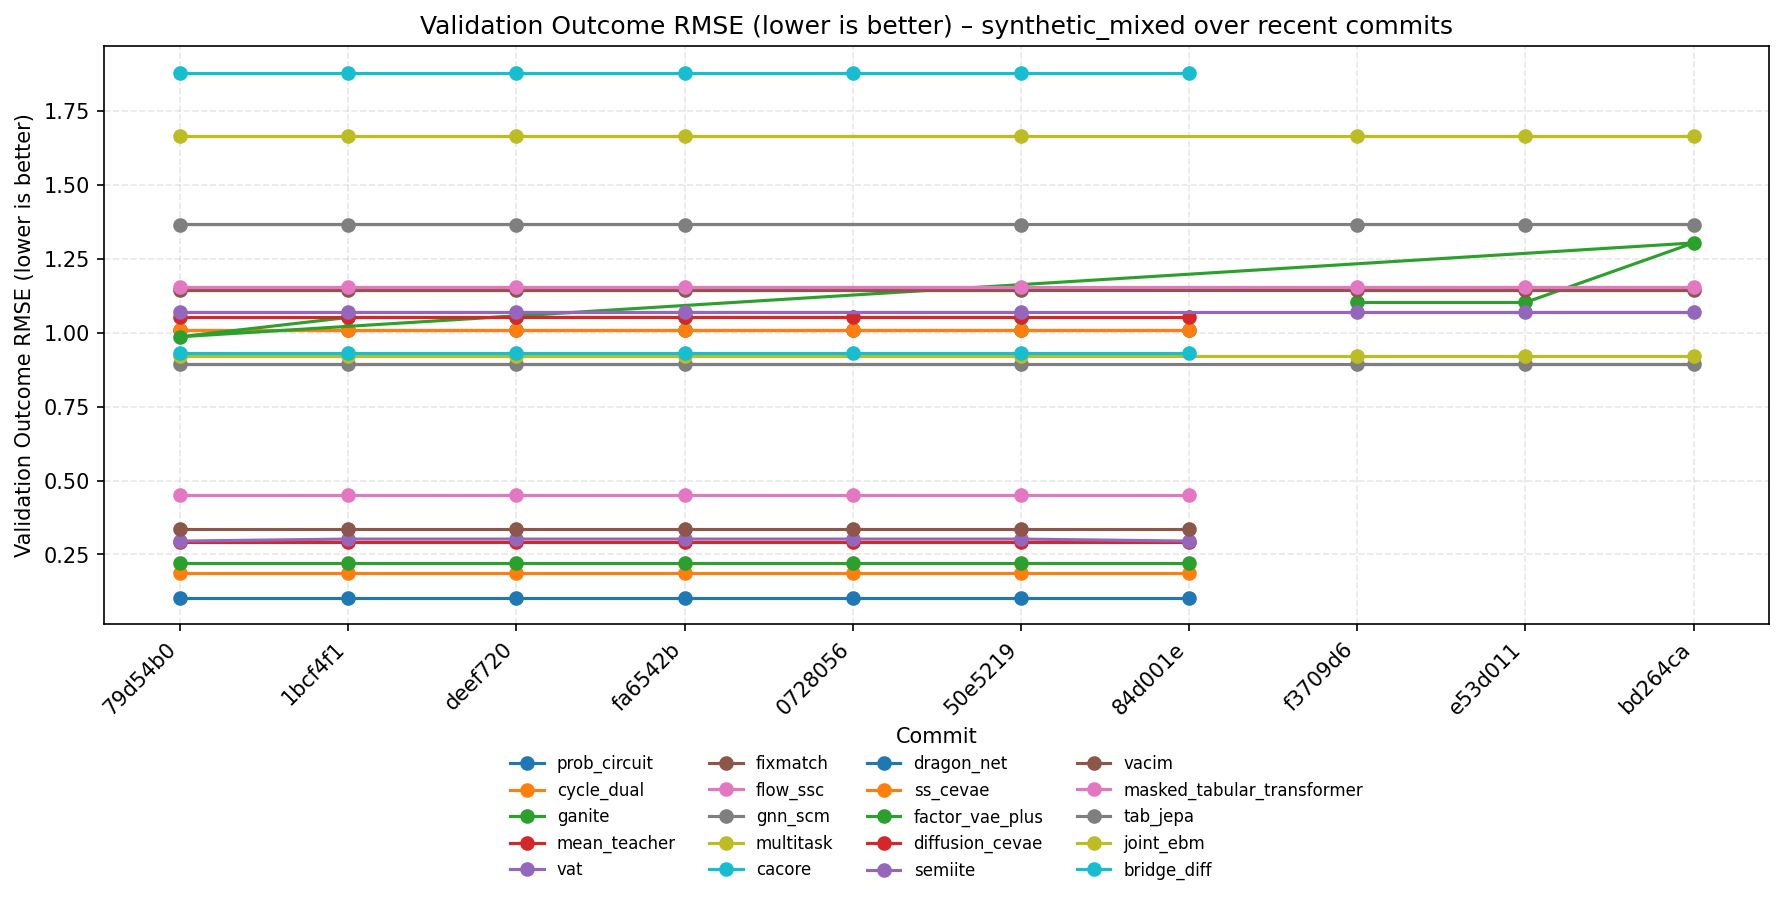 Validation Outcome RMSE (lower is better) – synthetic_mixed over recent commits
Validation Outcome RMSE (lower is better)
1.75
1.50
1.25
1.00
0.75
0.50
0.25
79d54b0
1bcf4f1
deef720
fa6542b
0728056
50e5219
84d001e
f3709d6
e53d011
bd264ca
Commit
prob_circuit
cycle_dual
ganite
mean_teacher
vat
fixmatch
flow_ssc
gnn_scm
multitask
cacore
dragon_net
ss_cevae
factor_vae_plus
diffusion_cevae
semiite
vacim
masked_tabular_transformer
tab_jepa
joint_ebm
bridge_diff